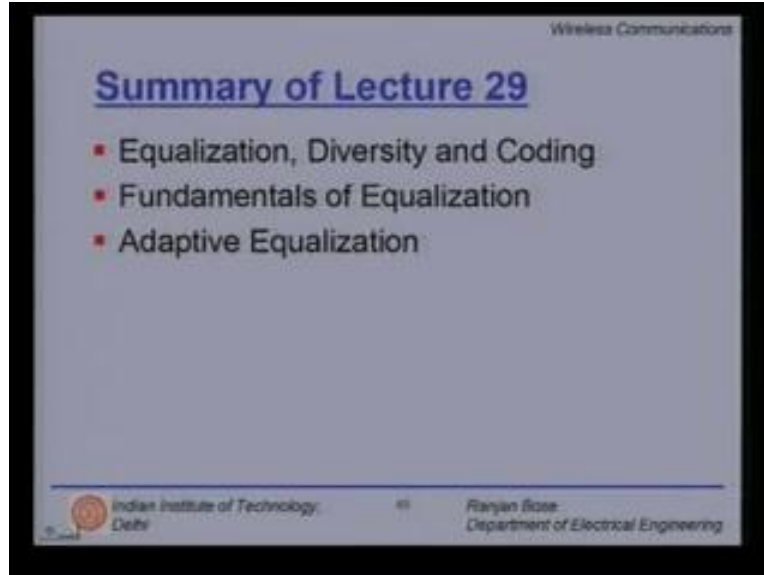 Wireless Communications
Summary of Lecture 29
Equalization, Diversity and Coding
Fundamentals of Equalization
Adaptive Equalization
Indian Institute of Technology,
Delhi
Ranjan Bose
Department of Electrical Engineering